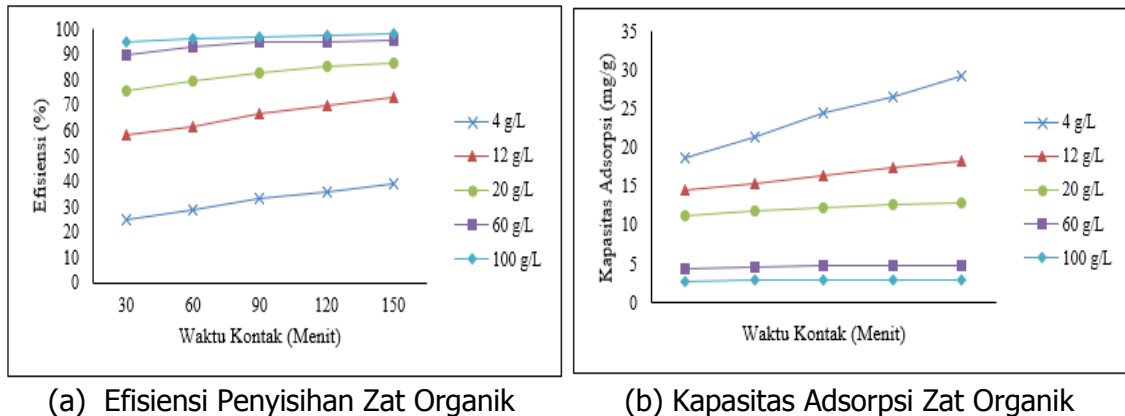 100
90
80
70
60
50
40
30
20
10
0
Efisiensi (%)
30 60 90 120 150
Waktu Kontak (Menit)
4 g/L
12 g/L
20 g/L
60 g/L
100 g/L
(a) Efisiensi Penyisihan Zat Organik
35
30
25
20
15
10
5
0
Kapasitas Adsorpsi (mg/g)
Waktu Kontak (Menit)
4 g/L
12 g/L
20 g/L
60 g/L
100 g/L
(b) Kapasitas Adsorpsi Zat Organik